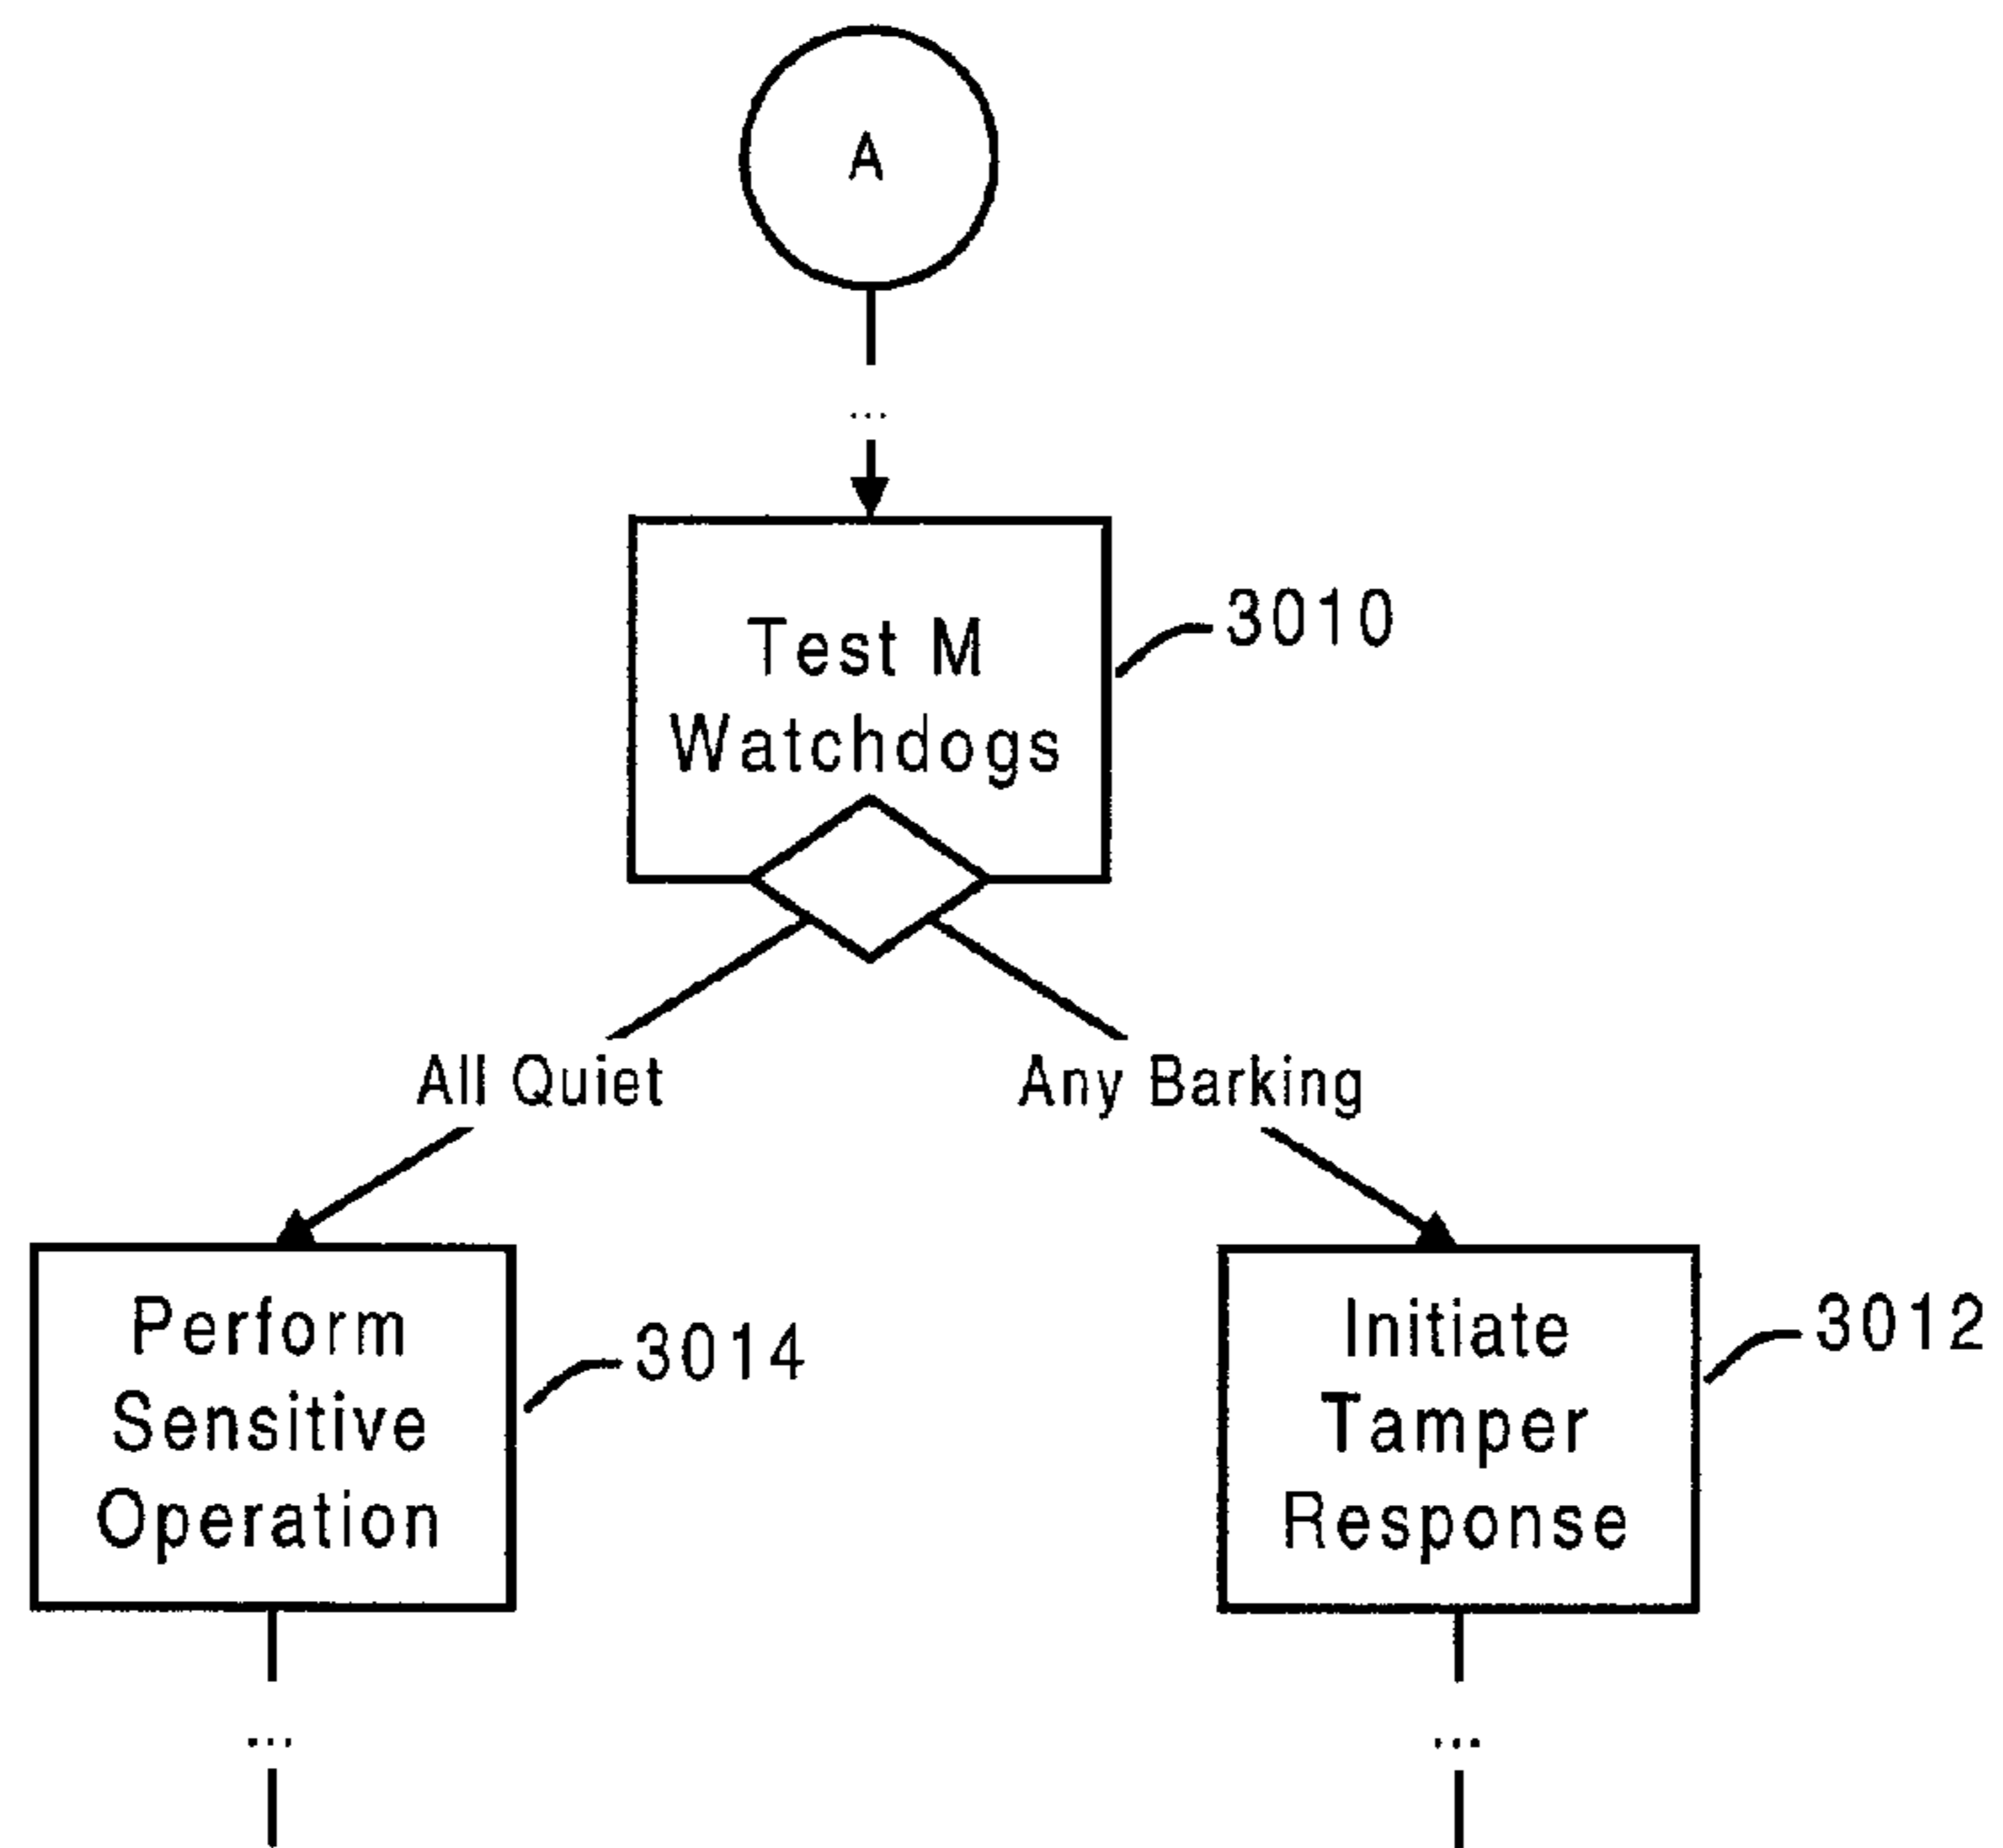 A
...
Test M
Watchdogs
3010
All Quiet
Any Barking
Perform
Sensitive
Operation
3014
Initiate
Tamper
Response
3012
...
...